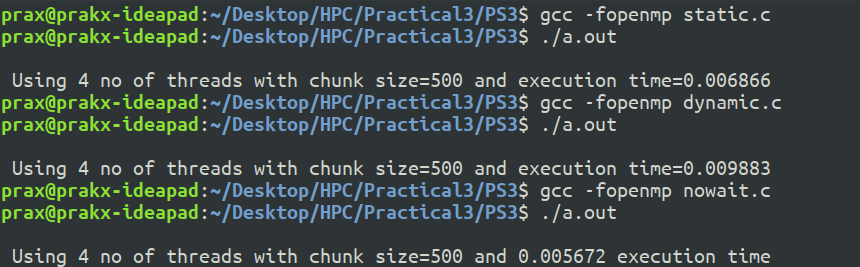 prax@prakx-ideapad:~/Desktop/HPC/Practical3/PS3$ gcc -fopenmp static.c
prax@prakx-ideapad:~/Desktop/HPC/Practical3/PS3$ ./a.out
Using 4 no of threads with chunk size=500 and execution time=0.006866
prax@prakx-ideapad:~/Desktop/HPC/Practical3/PS3$ gcc -fopenmp dynamic.c
prax@prakx-ideapad:~/Desktop/HPC/Practical3/PS3$ ./a.out
Using 4 no of threads with chunk size=500 and execution time=0.009883
prax@prakx-ideapad:~/Desktop/HPC/Practical3/PS3$ gcc -fopenmp nowait.c
prax@prakx-ideapad:~/Desktop/HPC/Practical3/PS3$ ./a.out
Using 4 no of threads with chunk size=500 and 0.005672 execution time